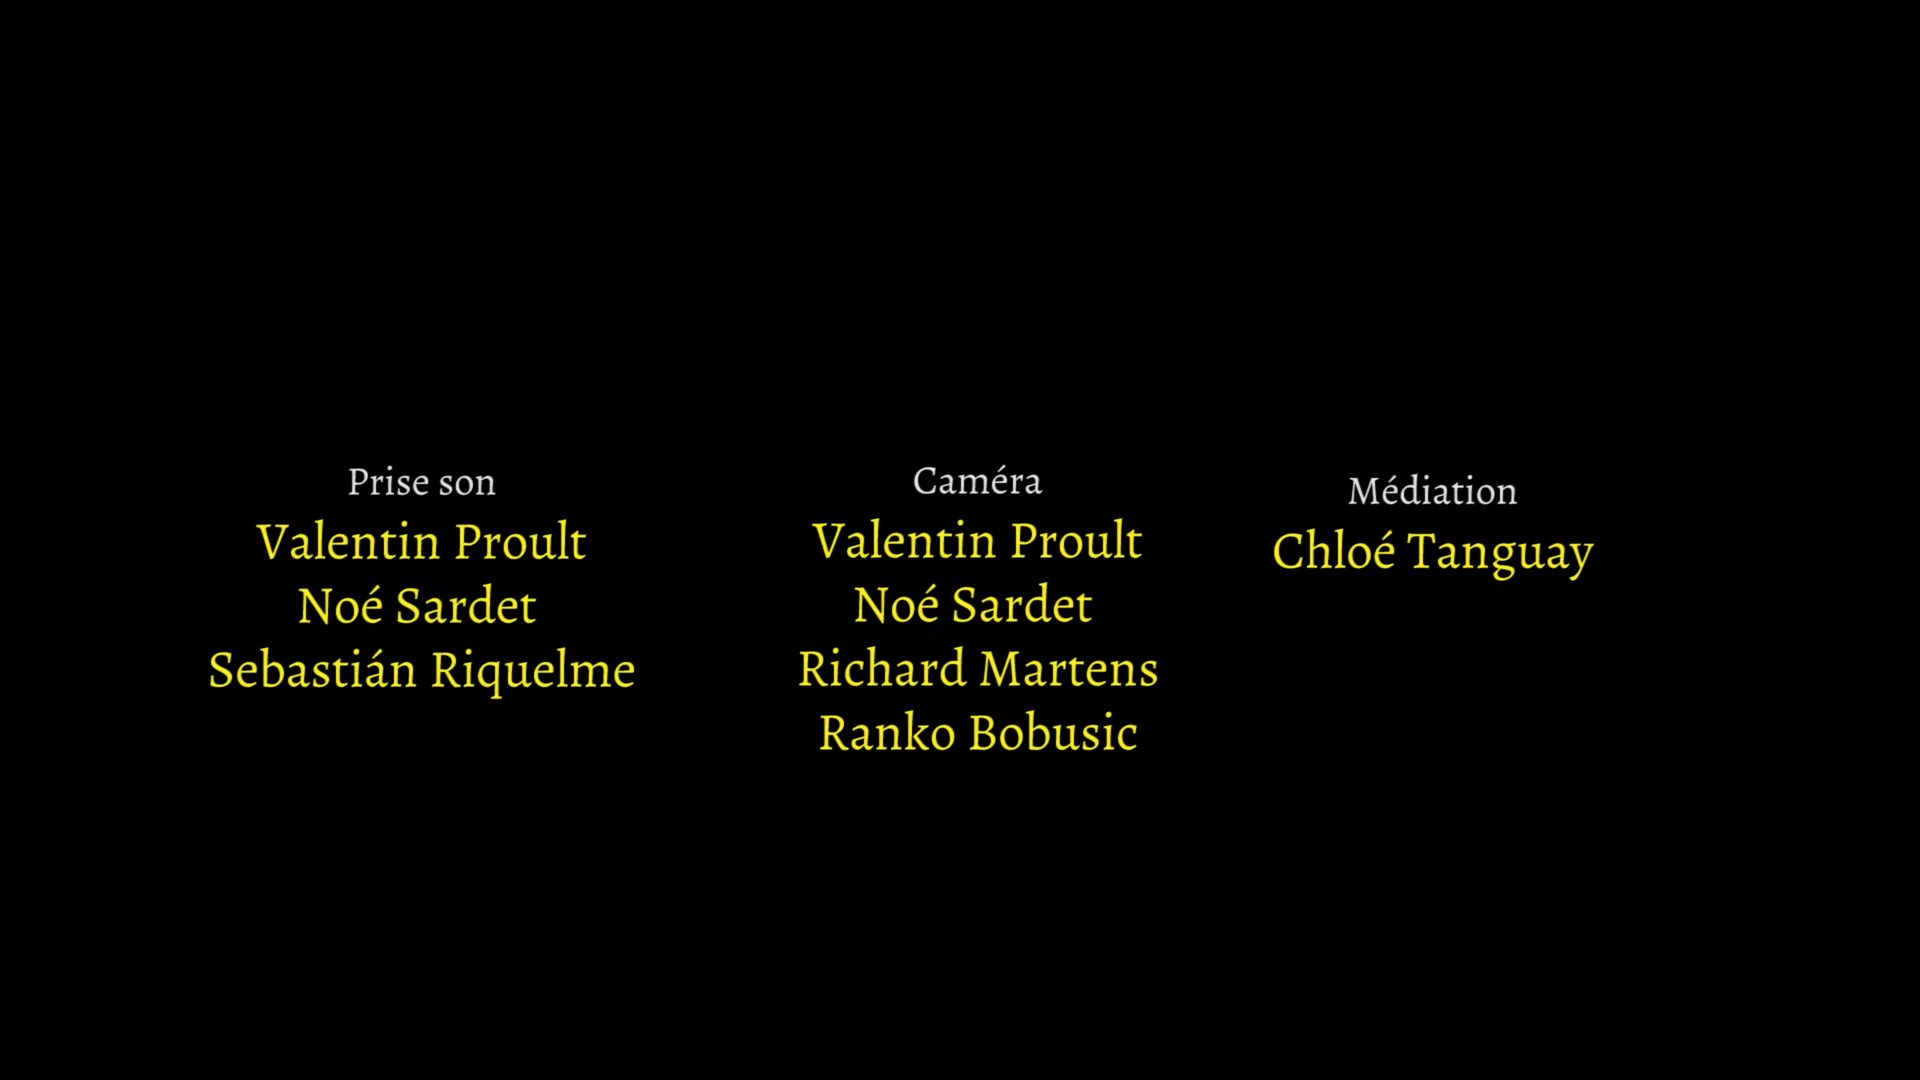 Prise son
Valentin Proult
Noé Sardet
Sebastián Riquelme
Caméra
Valentin Proult
Noé Sardet
Richard Martens
Ranko Bobusic
Médiation
Chloé Tanguay